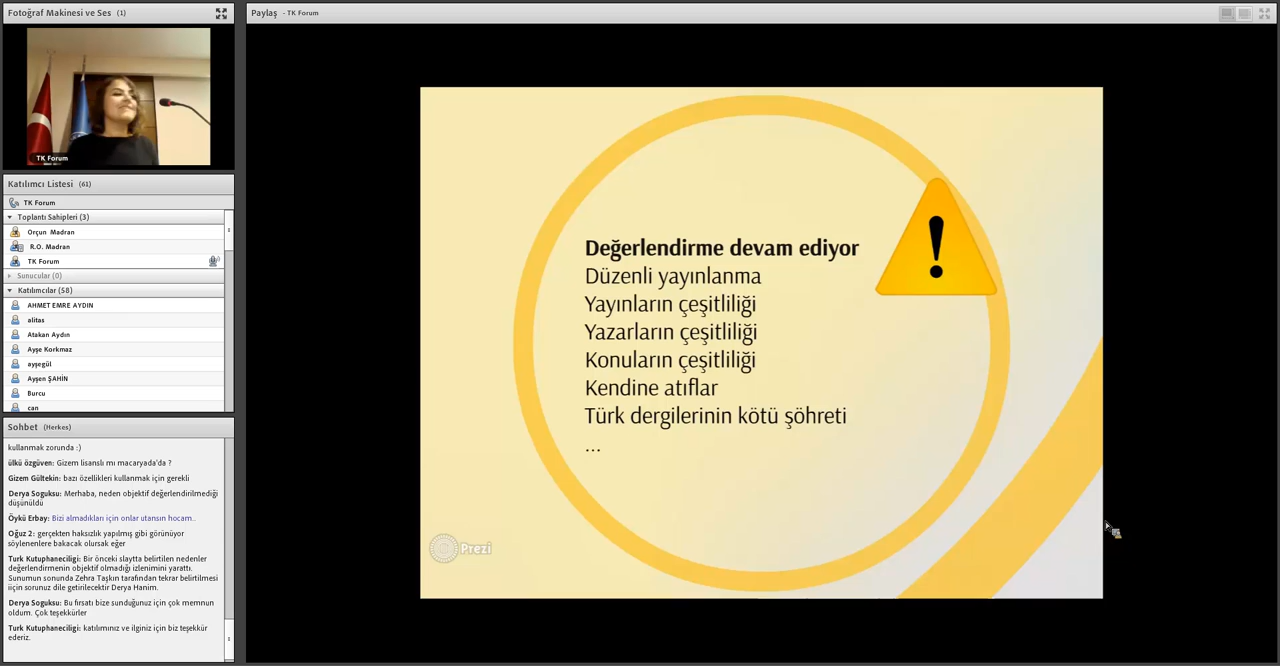 Fotoğraf Makinesi ve Ses (1)
TK Forum
Katılımcı Listesi (61)
TK Forum
Toplantı Sahipleri (3)
Orçun Madran
R.O. Madran
TK Forum
Sunucular (0)
Katılımcılar (58)
AHMET EMRE AYDIN
alitas
Atakan Aydın
Ayşe Korkmaz
ayşegül
Ayşen ŞAHİN
Burcu
can
Sohbet (Herkes)
kullanmak zorunda :)
ülkü özgüven: Gizem lisanslı mı macaryada'da ?
Gizem Gültekin: bazı özellikleri kullanmak için gerekli
Derya Soguksu: Merhaba, neden objektif değerlendirilmediği
düşünüldü
Öykü Erbay: Bizi almadıkları için onlar utansın hocam..
Oğuz 2: gerçekten haksızlık yapılmış gibi görünüyor
söylenenlere bakacak olursak eğer
Turk Kutuphaneciligi: Bir önceki slaytta belirtilen nedenler
değerlendirmenin objektif olmadığı izlenimini yarattı.
Sunumun sonunda Zehra Taşkın tarafından tekrar belirtilmesi
iiçin sorunuz dile getirilecektir Derya Hanim.
Derya Soguksu: Bu fırsatı bize sunduğunuz için çok memnun
oldum. Çok teşekkürler
Turk Kutuphaneciligi: katılımınız ve ilginiz için biz teşekkür
ederiz.
Paylaş - TK Forum
Değerlendirme devam ediyor
Düzenli yayınlanma
Yayınların çeşitliliği
Yazarların çeşitliliği
Konuların çeşitliliği
Kendine atıflar
Türk dergilerinin kötü şöhreti
...
!
Prezi